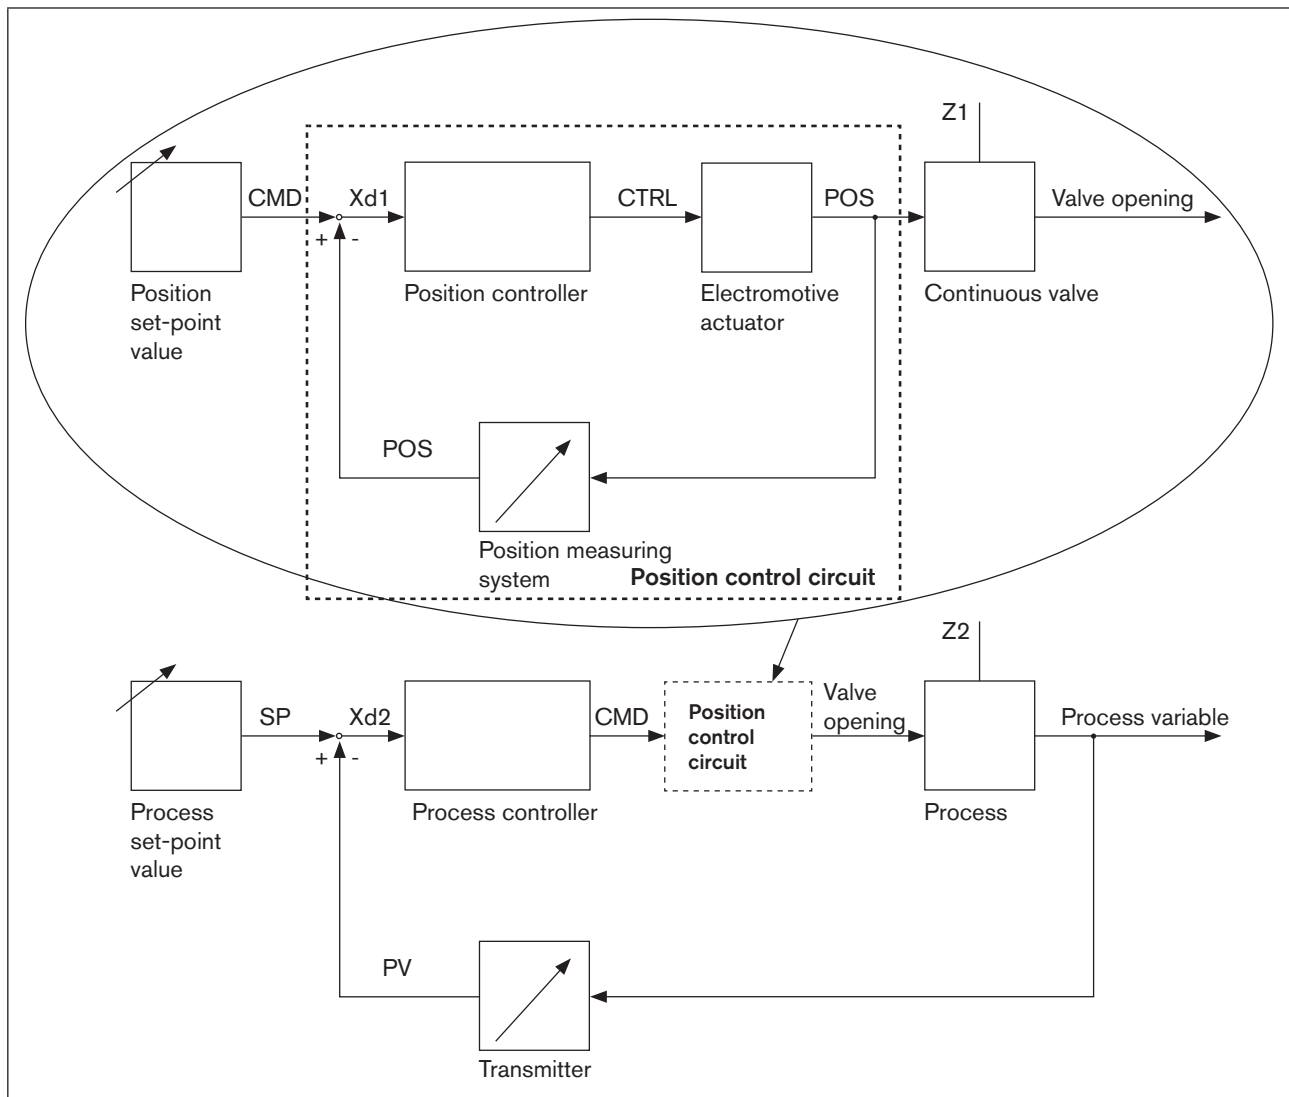 Z1
CMD
Xd1
CTRL
POS
Valve opening
+ -
Position
set-point
value
Position controller
Electromotive
actuator
Continuous valve
POS
Position measuring
system
Position control circuit
Z2
SP
Xd2
CMD
Position
control
circuit
Valve
opening
Process variable
+ -
Process
set-point
value
Process controller
Process
PV
Transmitter